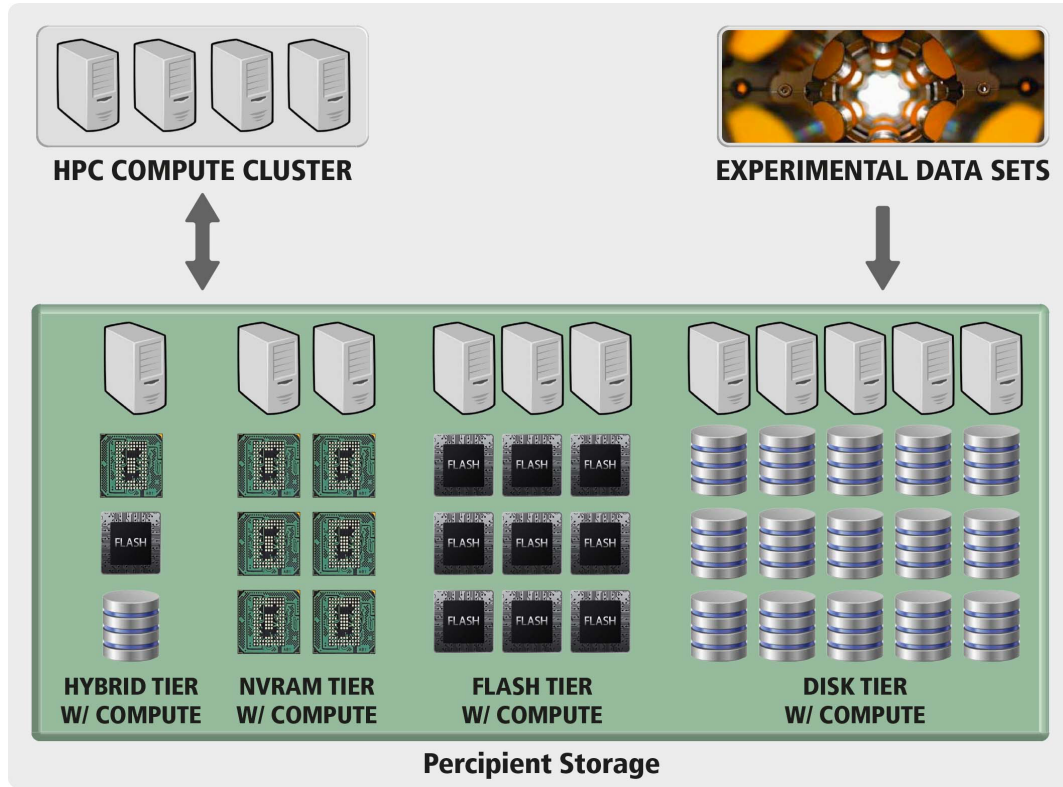 HPC COMPUTE CLUSTER
EXPERIMENTAL DATA SETS
FLASH FLASH FLASH
FLASH FLASH FLASH FLASH
FLASH FLASH FLASH
HYBRID TIER
W/ COMPUTE
NVRAM TIER
W/ COMPUTE
FLASH TIER
W/ COMPUTE
DISK TIER
W/ COMPUTE
Percipient Storage